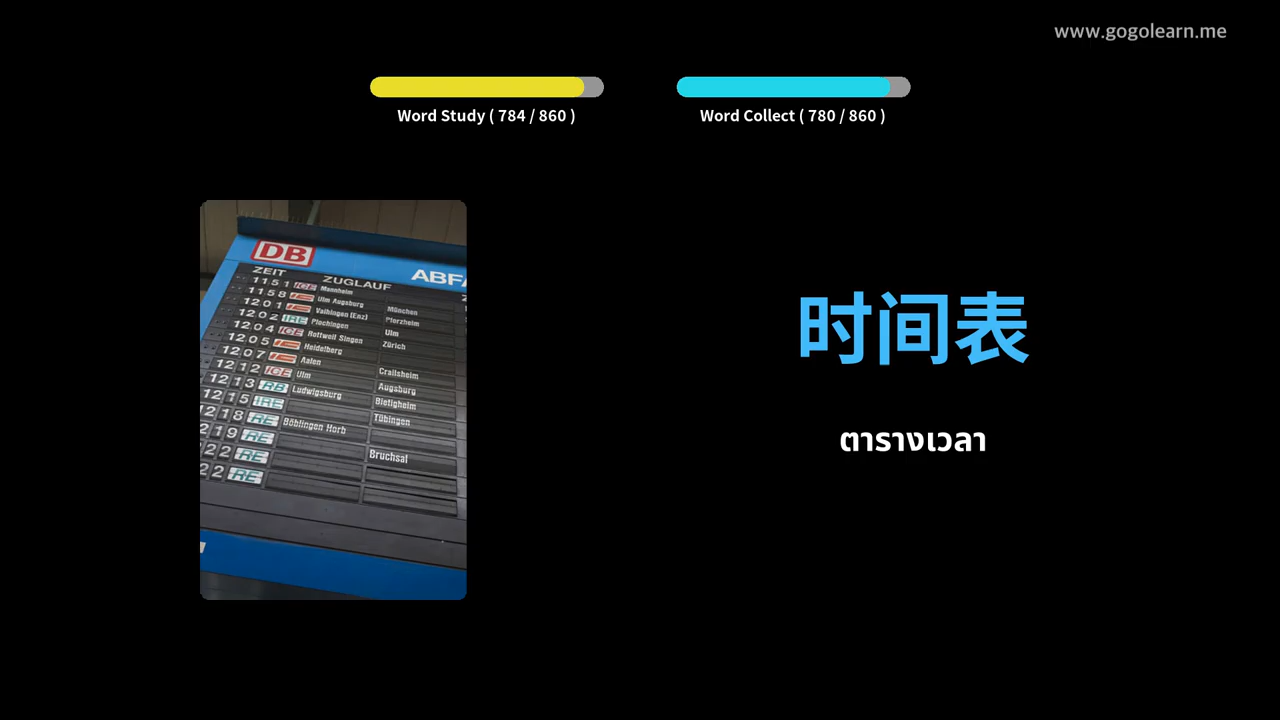 www.gogolearn.me
Word Study ( 784 / 860 )
Word Collect ( 780 / 860 )
DB
ZEIT ZUGLAUF ABFA
1151 ICE Mannheim
1158 Ulm Augsburg München
1201 Vaihingen (Enz) Pforzheim
1202 IRE Plochingen Ulm
1204 ICE Rottweil Singen Zürich
1205 Heidelberg
1207 Aalen Crailsheim
1212 ICE Ulm Augsburg
1213 RB Ludwigsburg Bietigheim
1215 IRE Tübingen
1218 RE Böblingen Horb
219 RE
22 RE Bruchsal
22 RE
时间表
ตารางเวลา